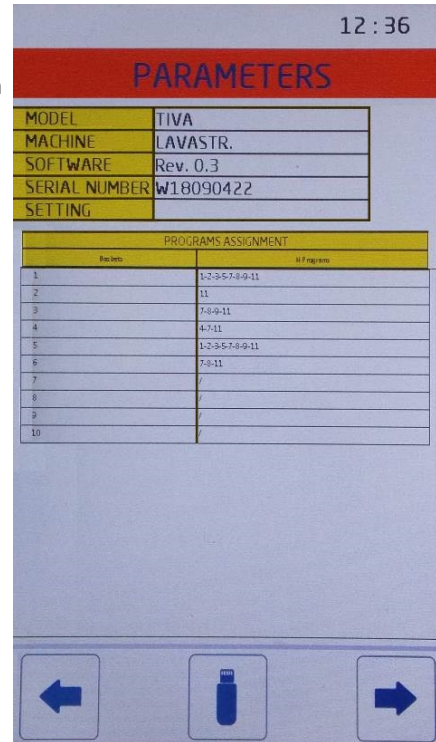 12 : 36
PARAMETERS
MODEL TIVA
MACHINE LAVASTR.
SOFTWARE Rev. 0.3
SERIAL NUMBER W18090422
SETTING
PROGRAMS ASSIGNMENT
Baskets N Programs
1 1-2-3-5-7-8-9-11
2 11
3 7-8-9-11
4 4-7-11
5 1-2-3-5-7-8-9-11
6 7-8-11
7 /
8 /
9 /
10 /